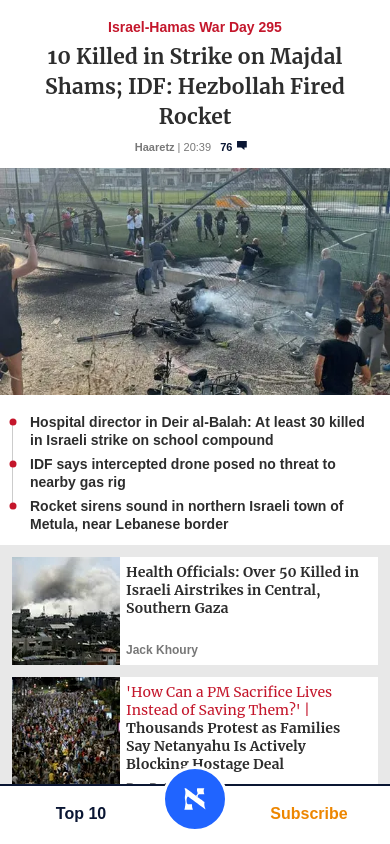 Israel-Hamas War Day 295
10 Killed in Strike on Majdal
Shams; IDF: Hezbollah Fired
Rocket
Haaretz | 20:39 76
Hospital director in Deir al-Balah: At least 30 killed
in Israeli strike on school compound
IDF says intercepted drone posed no threat to
nearby gas rig
Rocket sirens sound in northern Israeli town of
Metula, near Lebanese border
Health Officials: Over 50 Killed in
Israeli Airstrikes in Central,
Southern Gaza
Jack Khoury
'How Can a PM Sacrifice Lives
Instead of Saving Them?' |
Thousands Protest as Families
Say Netanyahu Is Actively
Blocking Hostage Deal
Top 10
Subscribe